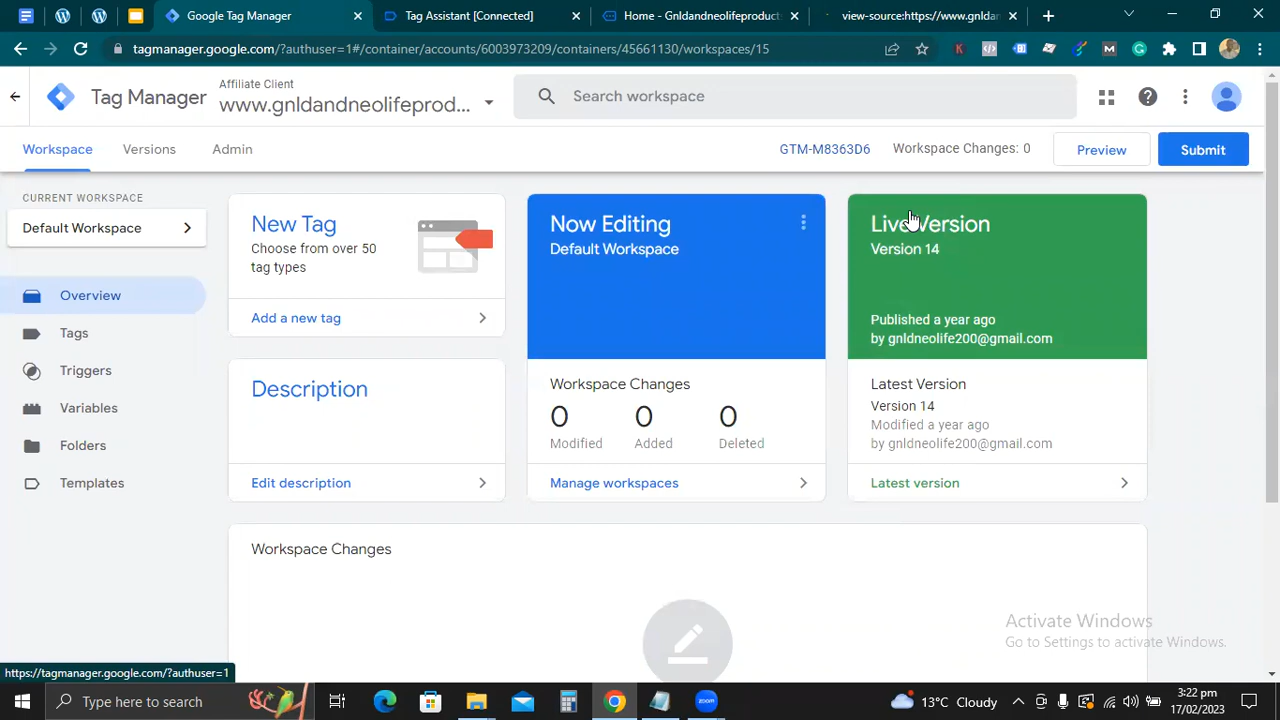 Google Tag Manager
Tag Assistant [Connected]
Home - Gnldandneolifeproduct
view-source:https://www.gnldan
tagmanager.google.com/?authuser=1#/container/accounts/6003973209/containers/45661130/workspaces/15
Tag Manager
Affiliate Client
www.gnldandneolifeprod...
Search workspace
Workspace
Versions
Admin
GTM-M8363D6
Workspace Changes: 0
Preview
Submit
CURRENT WORKSPACE
Default Workspace
Overview
Tags
Triggers
Variables
Folders
Templates
New Tag
Choose from over 50
tag types
Add a new tag
Description
Edit description
Now Editing
Default Workspace
Workspace Changes
0 0 0
Modified Added Deleted
Manage workspaces
Live Version
Version 14
Published a year ago
by gnldneolife200@gmail.com
Latest Version
Version 14
Modified a year ago
by gnldneolife200@gmail.com
Latest version
Workspace Changes
Activate Windows
Go to Settings to activate Windows.
https://tagmanager.google.com/?authuser=1
Type here to search
zoom
13°C Cloudy
3:22 pm
17/02/2023